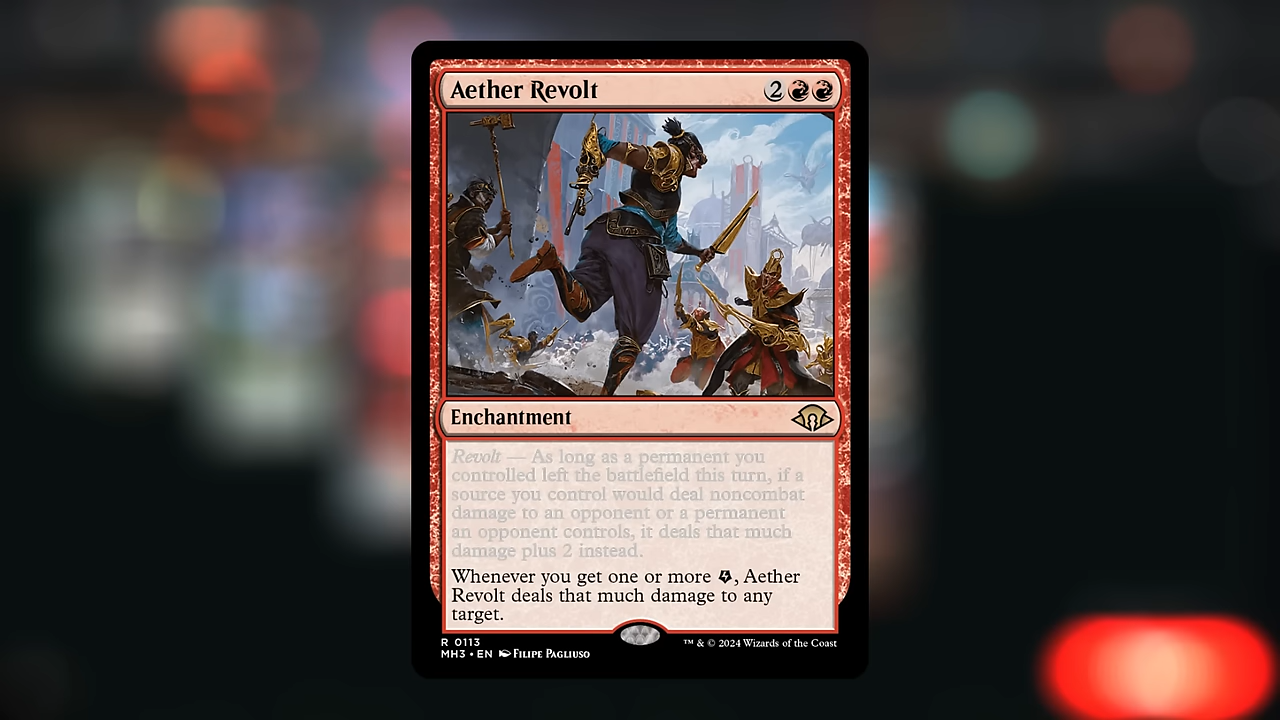 Aether Revolt 2
Enchantment
Revolt — As long as a permanent you
controlled left the battlefield this turn, if a
source you control would deal noncombat
damage to an opponent or a permanent
an opponent controls, it deals that much
damage plus 2 instead.
Whenever you get one or more , Aether
Revolt deals that much damage to any
target.
R 0113
MH3 • EN FILIPE PAGLIUSO
™ & © 2024 Wizards of the Coast